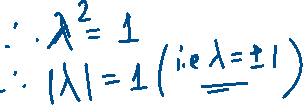 ∴ λ² = 1
∴ |λ| = 1 (i.e λ = ±1)